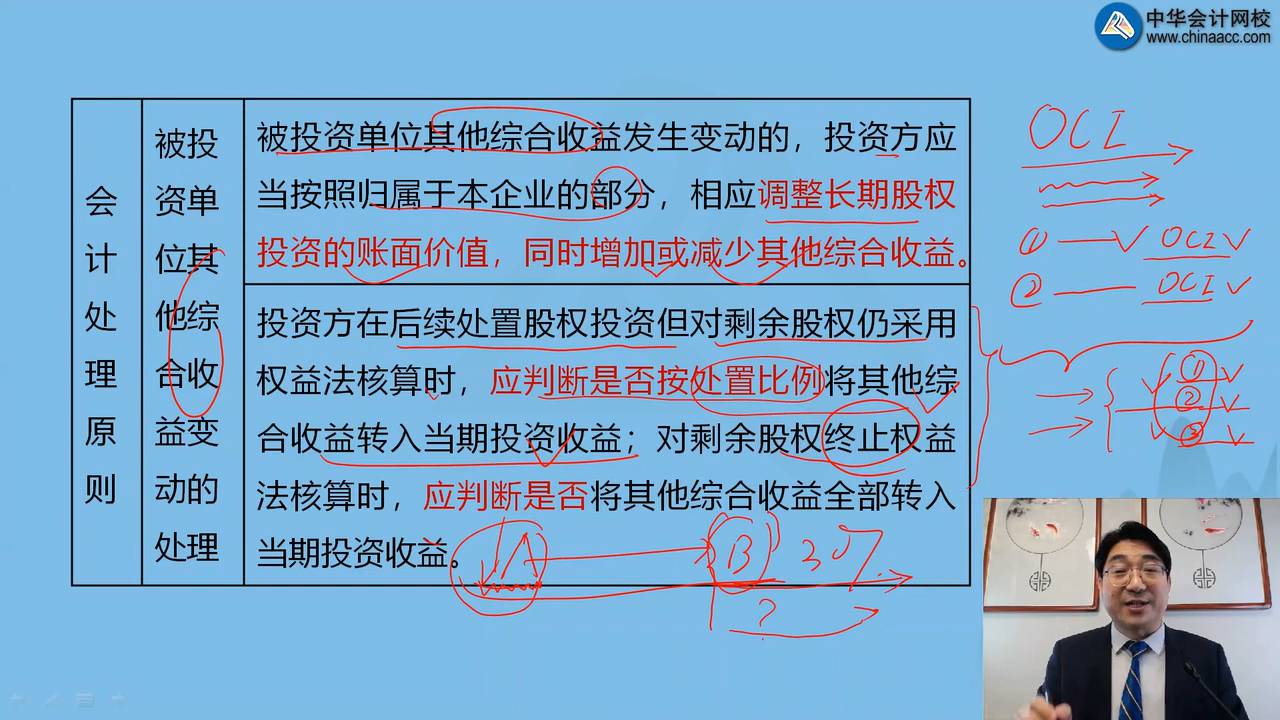 中华会计网校
www.chinaacc.com
会计处理原则
被投资单位其他综合收益变动的处理
被投资单位其他综合收益发生变动的，投资方应
当按照归属于本企业的部分，相应调整长期股权
投资的账面价值，同时增加或减少其他综合收益。
投资方在后续处置股权投资但对剩余股权仍采用
权益法核算时，应判断是否按处置比例将其他综
合收益转入当期投资收益；对剩余股权终止权益
法核算时，应判断是否将其他综合收益全部转入
当期投资收益。
OCI
① OCI
② OCI
①
②
③
A B 30%
?